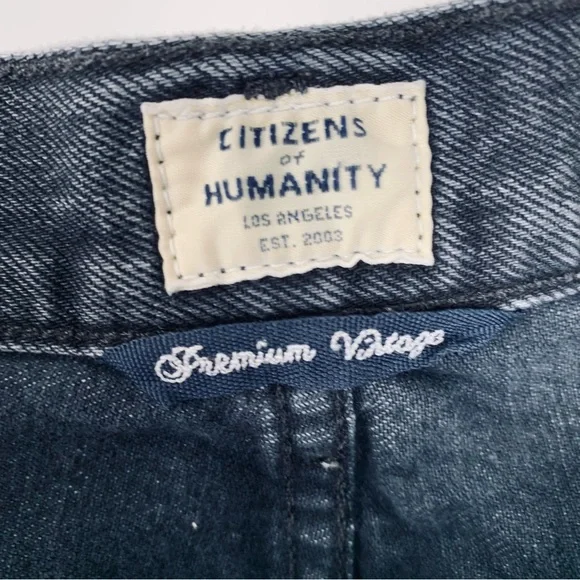 CITIZENS
of
HUMANITY
LOS ANGELES
EST. 2003
Premium Vintage